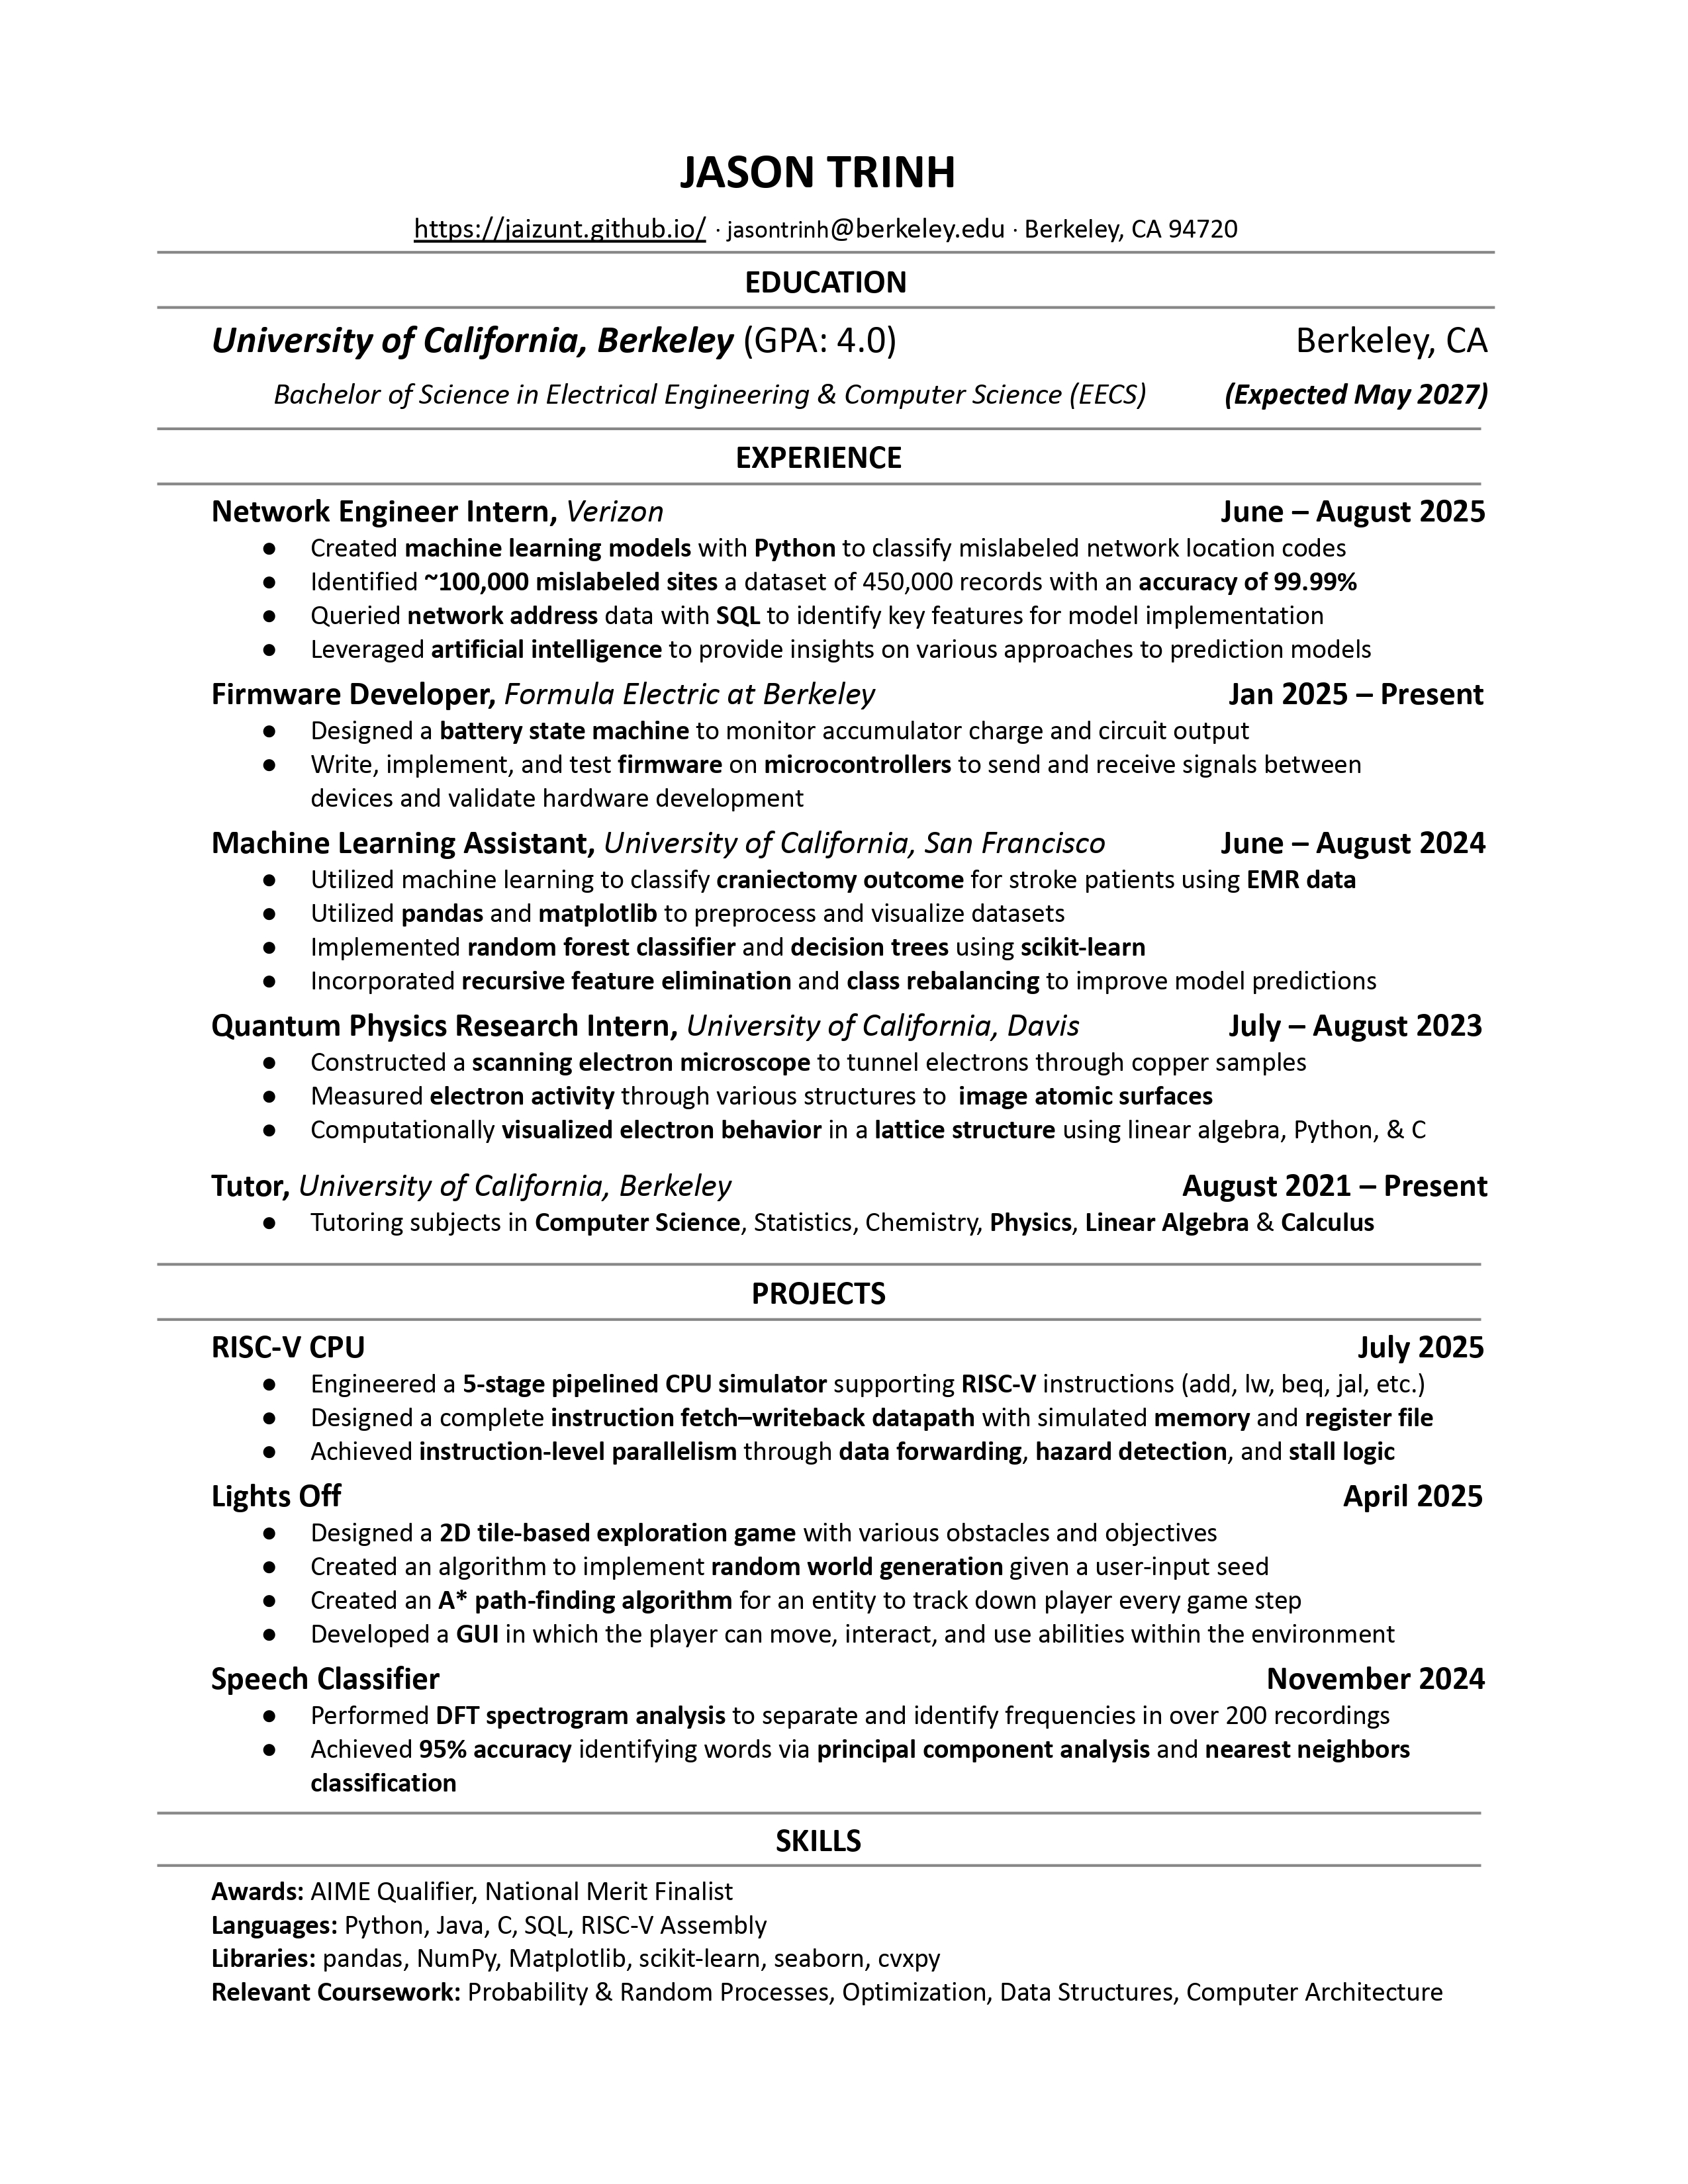 JASON TRINH
https://jaizunt.github.io/ · jasontrinh@berkeley.edu · Berkeley, CA 94720
EDUCATION
University of California, Berkeley (GPA: 4.0) Berkeley, CA
Bachelor of Science in Electrical Engineering & Computer Science (EECS) (Expected May 2027)
EXPERIENCE
Network Engineer Intern, Verizon June – August 2025
● Created machine learning models with Python to classify mislabeled network location codes
● Identified ~100,000 mislabeled sites a dataset of 450,000 records with an accuracy of 99.99%
● Queried network address data with SQL to identify key features for model implementation
● Leveraged artificial intelligence to provide insights on various approaches to prediction models
Firmware Developer, Formula Electric at Berkeley Jan 2025 – Present
● Designed a battery state machine to monitor accumulator charge and circuit output
● Write, implement, and test firmware on microcontrollers to send and receive signals between
devices and validate hardware development
Machine Learning Assistant, University of California, San Francisco June – August 2024
● Utilized machine learning to classify craniectomy outcome for stroke patients using EMR data
● Utilized pandas and matplotlib to preprocess and visualize datasets
● Implemented random forest classifier and decision trees using scikit-learn
● Incorporated recursive feature elimination and class rebalancing to improve model predictions
Quantum Physics Research Intern, University of California, Davis July – August 2023
● Constructed a scanning electron microscope to tunnel electrons through copper samples
● Measured electron activity through various structures to  image atomic surfaces
● Computationally visualized electron behavior in a lattice structure using linear algebra, Python, & C
Tutor, University of California, Berkeley August 2021 – Present
● Tutoring subjects in Computer Science, Statistics, Chemistry, Physics, Linear Algebra & Calculus
PROJECTS
RISC-V CPU July 2025
● Engineered a 5-stage pipelined CPU simulator supporting RISC-V instructions (add, lw, beq, jal, etc.)
● Designed a complete instruction fetch–writeback datapath with simulated memory and register file
● Achieved instruction-level parallelism through data forwarding, hazard detection, and stall logic
Lights Off April 2025
● Designed a 2D tile-based exploration game with various obstacles and objectives
● Created an algorithm to implement random world generation given a user-input seed
● Created an A* path-finding algorithm for an entity to track down player every game step
● Developed a GUI in which the player can move, interact, and use abilities within the environment
Speech Classifier November 2024
● Performed DFT spectrogram analysis to separate and identify frequencies in over 200 recordings
● Achieved 95% accuracy identifying words via principal component analysis and nearest neighbors
classification
SKILLS
Awards: AIME Qualifier, National Merit Finalist
Languages: Python, Java, C, SQL, RISC-V Assembly
Libraries: pandas, NumPy, Matplotlib, scikit-learn, seaborn, cvxpy
Relevant Coursework: Probability & Random Processes, Optimization, Data Structures, Computer Architecture